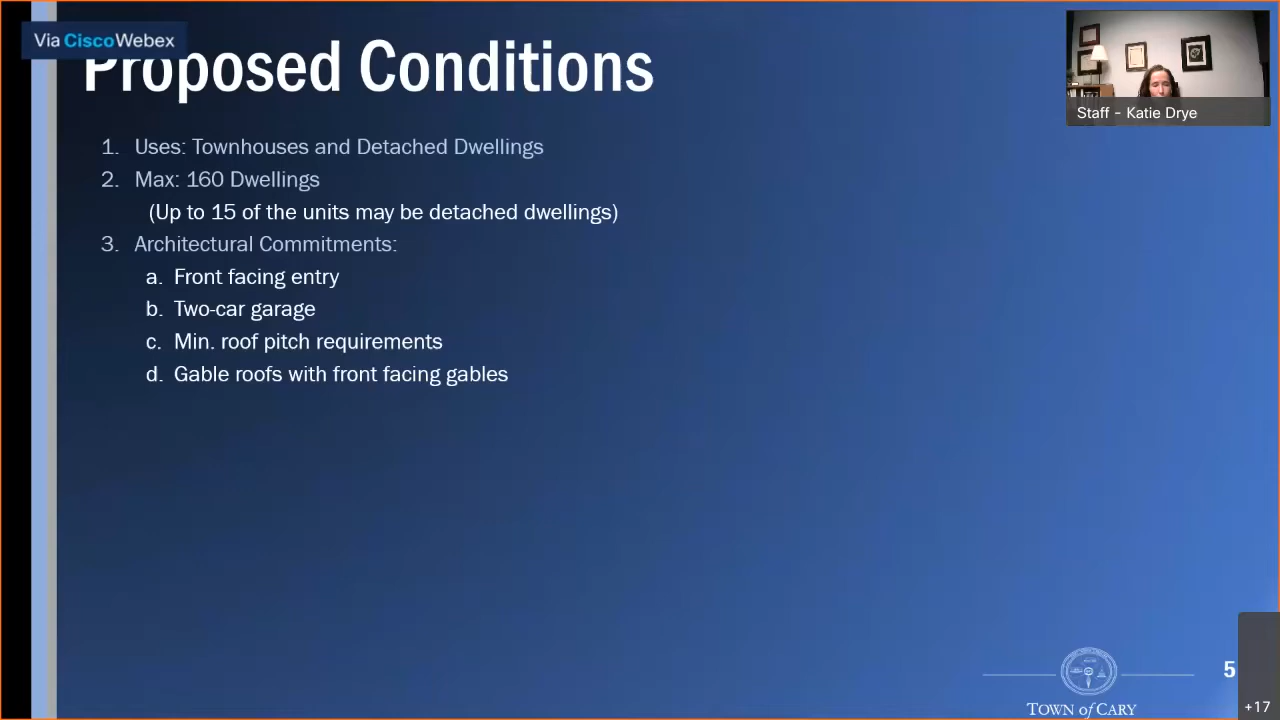 Via CiscoWebex
Proposed Conditions
Staff - Katie Drye
1. Uses: Townhouses and Detached Dwellings
2. Max: 160 Dwellings
(Up to 15 of the units may be detached dwellings)
3. Architectural Commitments:
a. Front facing entry
b. Two-car garage
c. Min. roof pitch requirements
d. Gable roofs with front facing gables
5
TOWN of CARY
+17